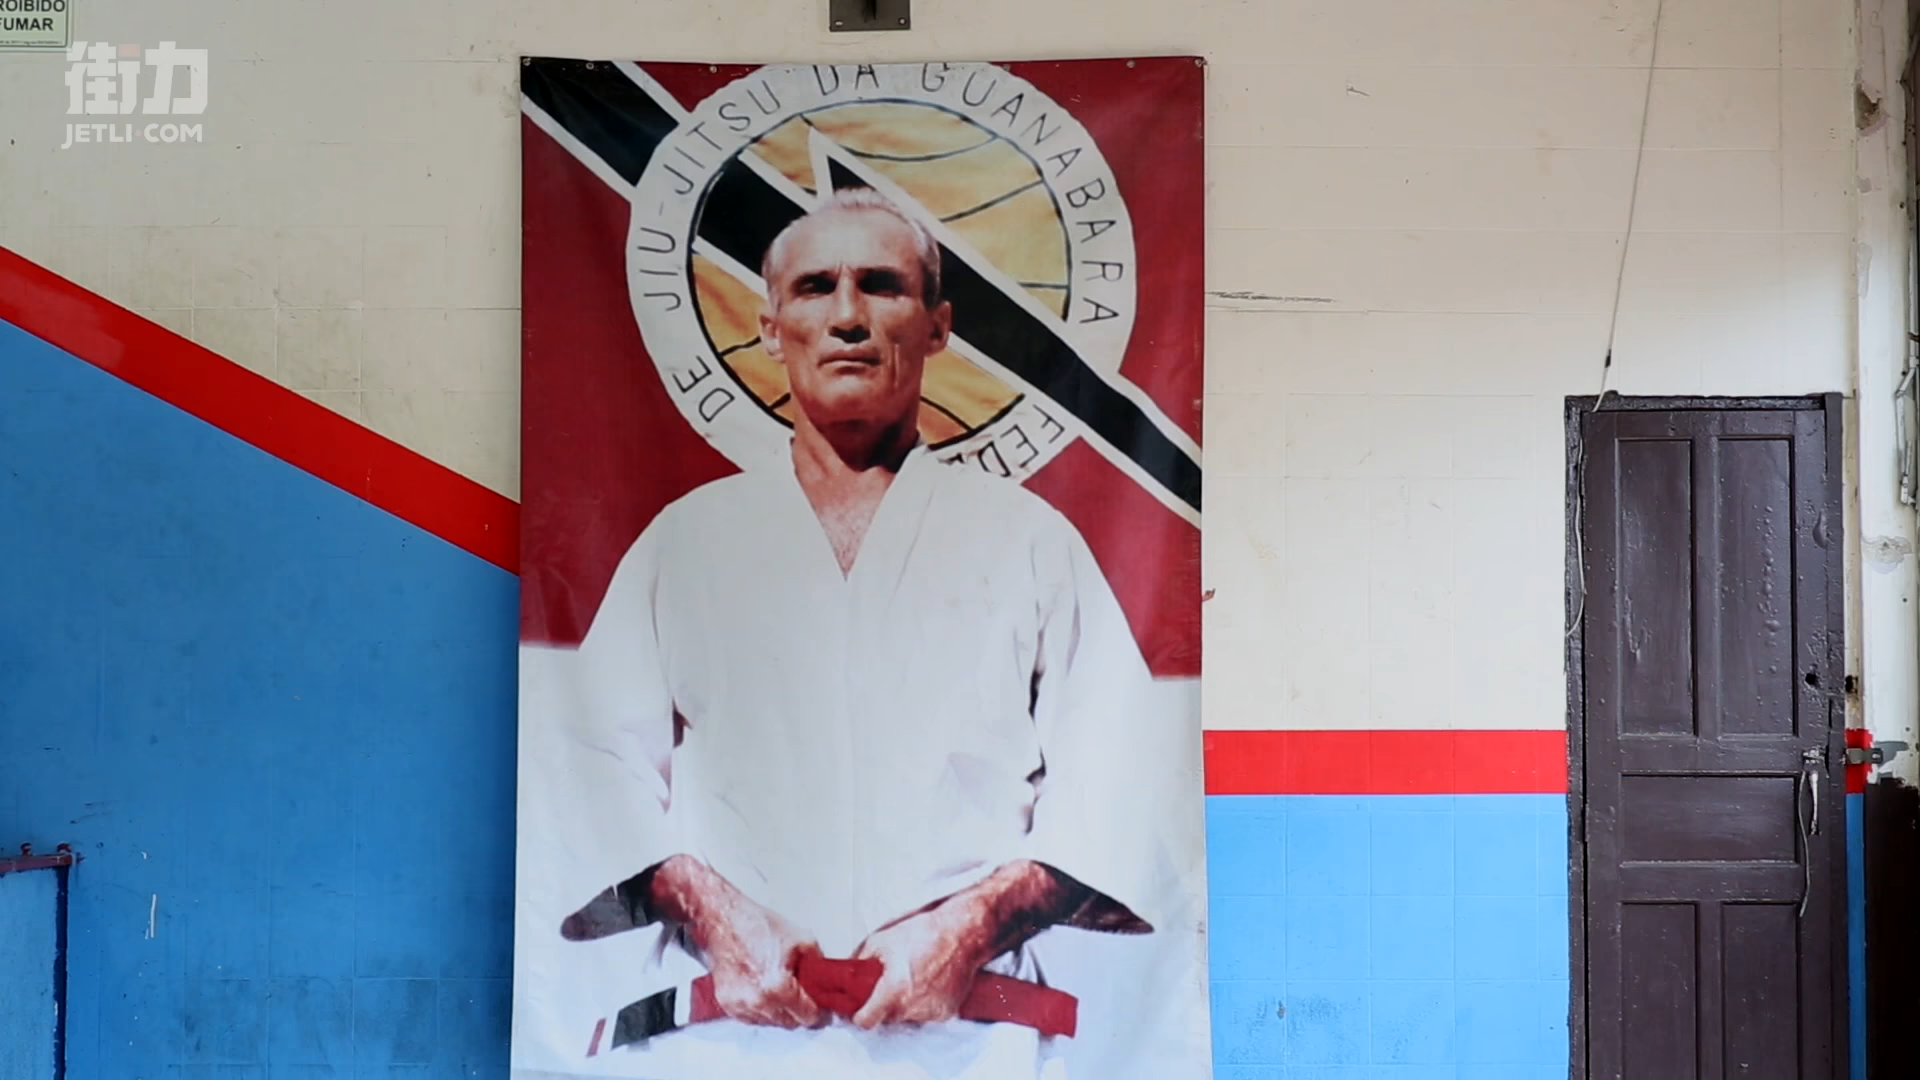 ROIBIDO
FUMAR
街力
JETLI·COM
FED DE JIU-JITSU DA GUANABARA